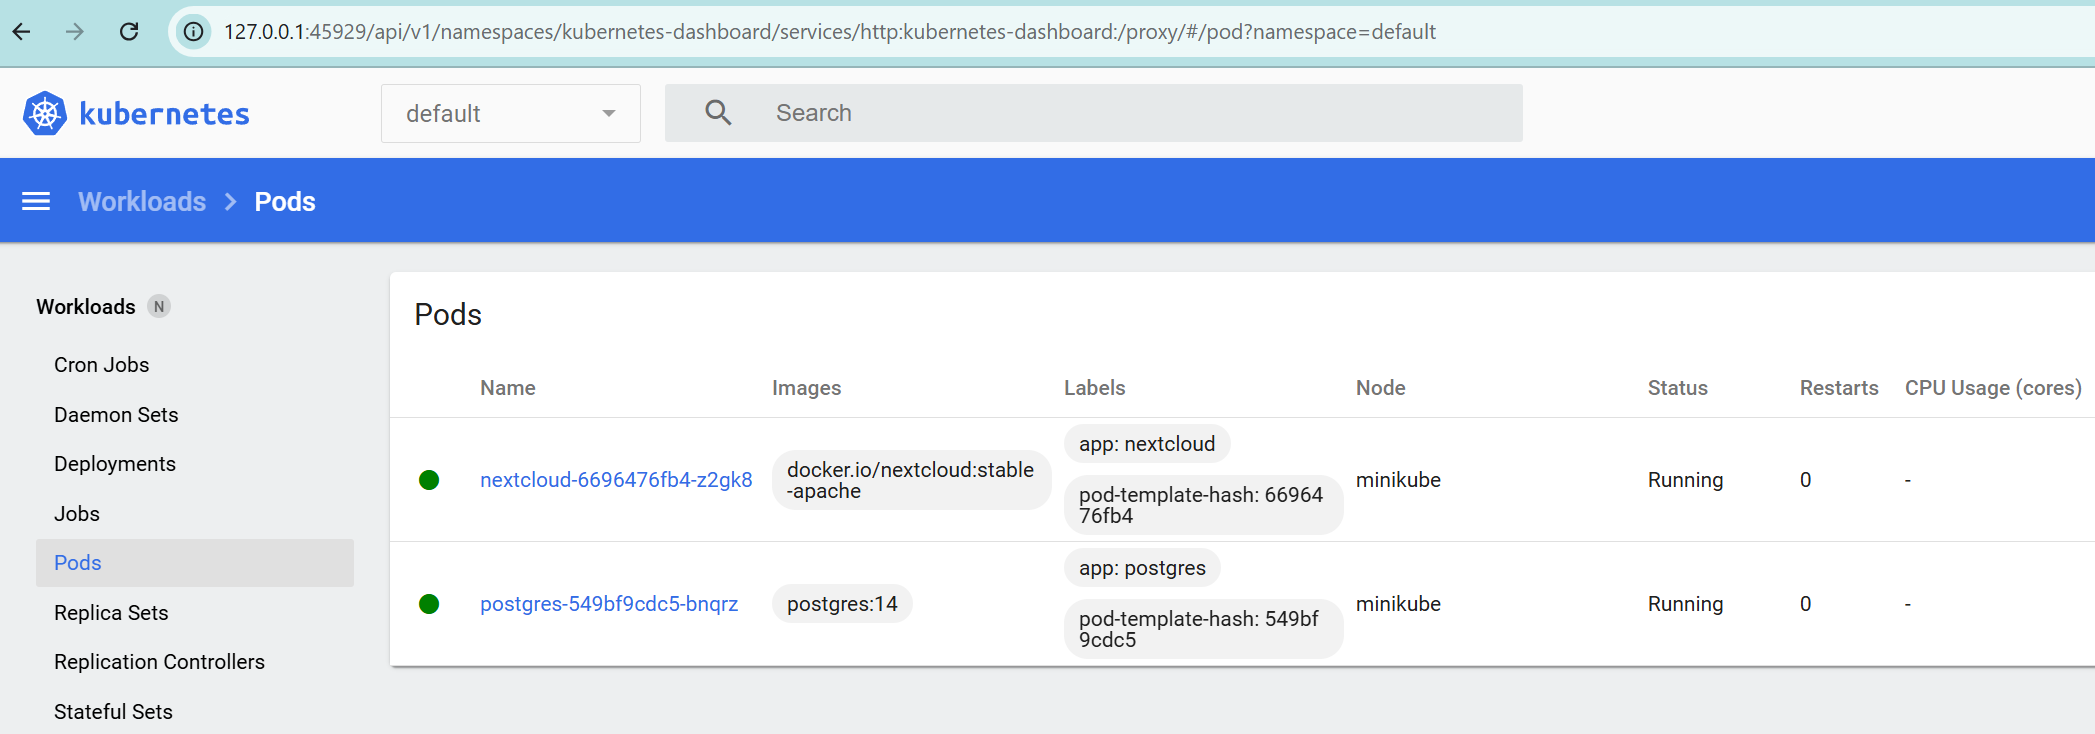 127.0.0.1:45929/api/v1/namespaces/kubernetes-dashboard/services/http:kubernetes-dashboard:/proxy/#/pod?namespace=default
kubernetes
default
Search
Workloads
Pods
Workloads N
Cron Jobs
Daemon Sets
Deployments
Jobs
Pods
Replica Sets
Replication Controllers
Stateful Sets
Pods
Name Images Labels Node Status Restarts CPU Usage (cores)
nextcloud-6696476fb4-z2gk8
docker.io/nextcloud:stable
-apache
app: nextcloud
pod-template-hash: 66964
76fb4
minikube
Running
0
-
postgres-549bf9cdc5-bnqrz
postgres:14
app: postgres
pod-template-hash: 549bf
9cdc5
minikube
Running
0
-